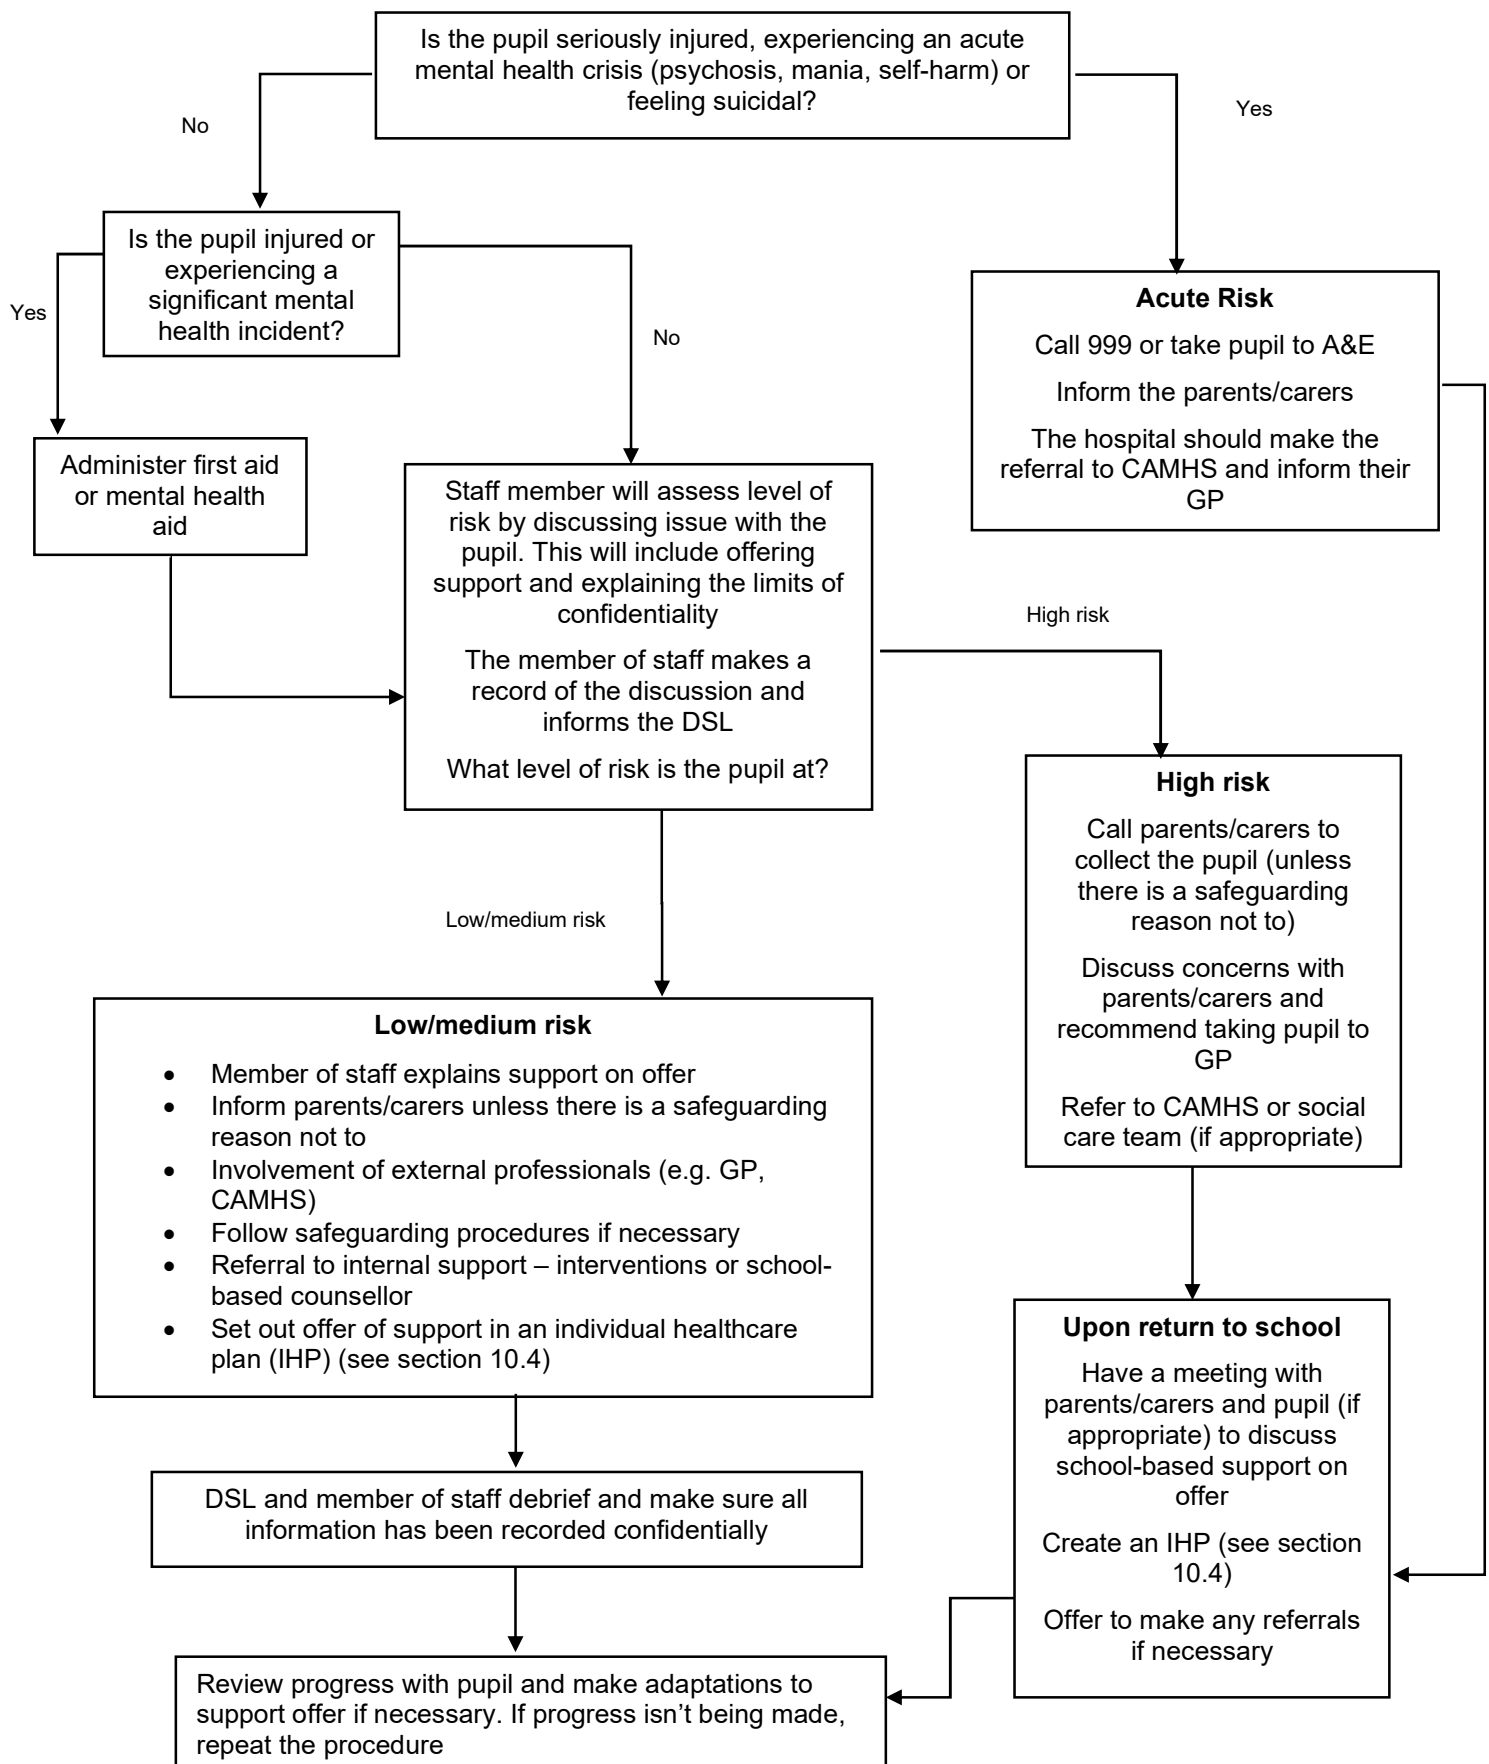 Is the pupil seriously injured, experiencing an acute
mental health crisis (psychosis, mania, self-harm) or
feeling suicidal?
No
Yes
Is the pupil injured or
experiencing a
significant mental
health incident?
Yes
No
Acute Risk
Call 999 or take pupil to A&E
Inform the parents/carers
The hospital should make the
referral to CAMHS and inform their
GP
Administer first aid
or mental health
aid
Staff member will assess level of
risk by discussing issue with the
pupil. This will include offering
support and explaining the limits of
confidentiality
The member of staff makes a
record of the discussion and
informs the DSL
What level of risk is the pupil at?
High risk
High risk
Call parents/carers to
collect the pupil (unless
there is a safeguarding
reason not to)
Discuss concerns with
parents/carers and
recommend taking pupil to
GP
Refer to CAMHS or social
care team (if appropriate)
Low/medium risk
Low/medium risk
• Member of staff explains support on offer
• Inform parents/carers unless there is a safeguarding
reason not to
• Involvement of external professionals (e.g. GP,
CAMHS)
• Follow safeguarding procedures if necessary
• Referral to internal support – interventions or school-
based counsellor
• Set out offer of support in an individual healthcare
plan (IHP) (see section 10.4)
Upon return to school
Have a meeting with
parents/carers and pupil (if
appropriate) to discuss
school-based support on
offer
Create an IHP (see section
10.4)
Offer to make any referrals
if necessary
DSL and member of staff debrief and make sure all
information has been recorded confidentially
Review progress with pupil and make adaptations to
support offer if necessary. If progress isn't being made,
repeat the procedure